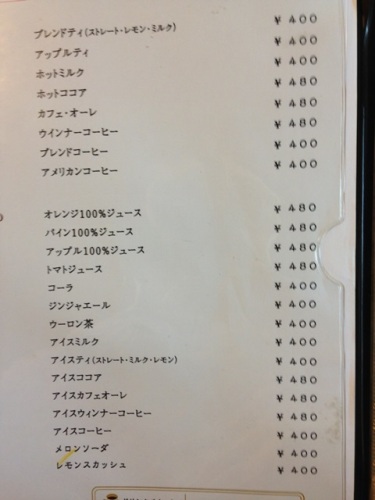 ブレンドティ(ストレート・レモン・ミルク) ¥400
アップルティ ¥400
ホットミルク ¥400
ホットココア ¥480
カフェ・オーレ ¥480
ウインナーコーヒー ¥480
ブレンドコーヒー ¥400
アメリカンコーヒー ¥400
オレンジ100%ジュース ¥480
パイン100%ジュース ¥480
アップル100%ジュース ¥480
トマトジュース ¥480
コーラ ¥400
ジンジャエール ¥400
ウーロン茶 ¥400
アイスミルク ¥400
アイスティ(ストレート・ミルク・レモン) ¥400
アイスココア ¥480
アイスカフェオーレ ¥480
アイスウィンナーコーヒー ¥480
アイスコーヒー ¥400
メロンソーダ ¥400
レモンスカッシュ ¥400